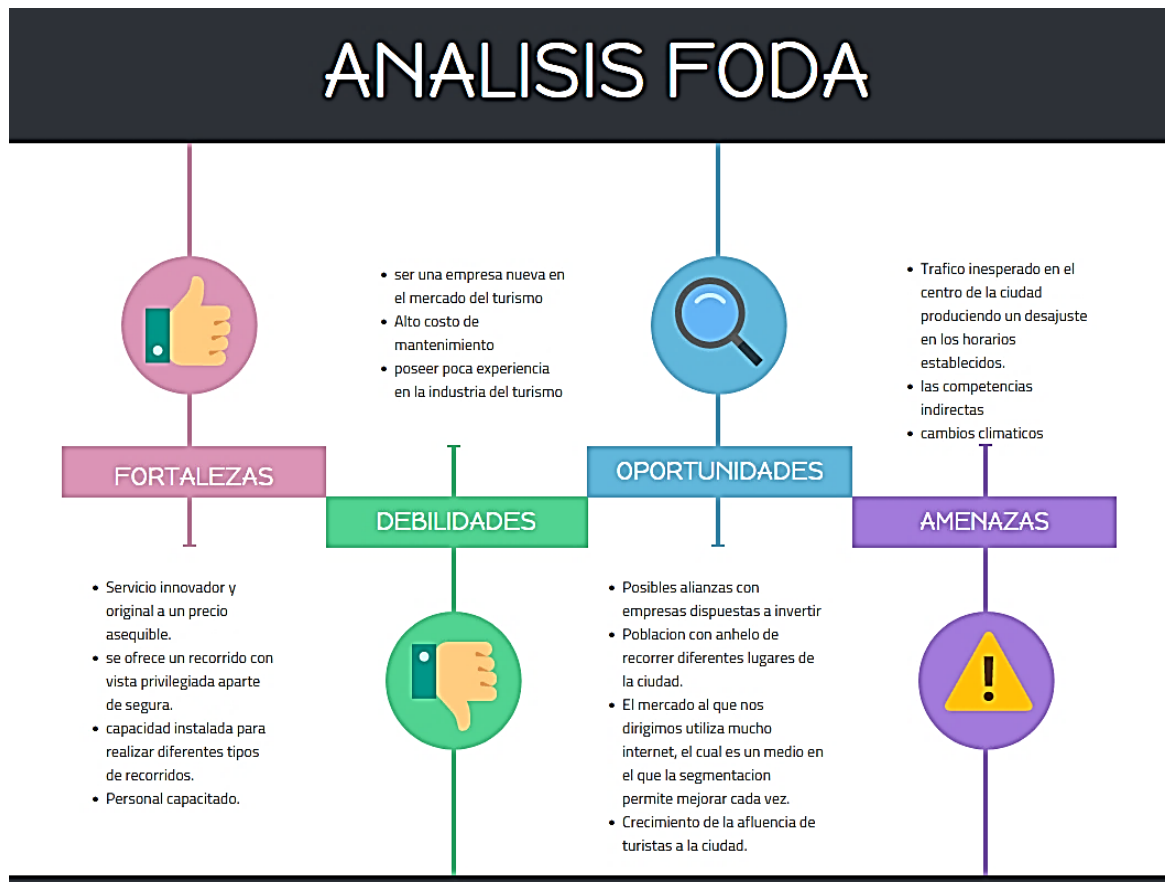 ANALISIS FODA
FORTALEZAS
• Servicio innovador y
original a un precio
asequible.
• se ofrece un recorrido con
vista privilegiada aparte
de segura.
• capacidad instalada para
realizar diferentes tipos
de recorridos.
• Personal capacitado.
• ser una empresa nueva en
el mercado del turismo
• Alto costo de
mantenimiento
• poseer poca experiencia
en la industria del turismo
DEBILIDADES
OPORTUNIDADES
• Posibles alianzas con
empresas dispuestas a invertir
• Poblacion con anhelo de
recorrer diferentes lugares de
la ciudad.
• El mercado al que nos
dirigimos utiliza mucho
internet, el cual es un medio en
el que la segmentacion
permite mejorar cada vez.
• Crecimiento de la afluencia de
turistas a la ciudad.
• Trafico inesperado en el
centro de la ciudad
produciendo un desajuste
en los horarios
establecidos.
• las competencias
indirectas
• cambios climaticos
AMENAZAS